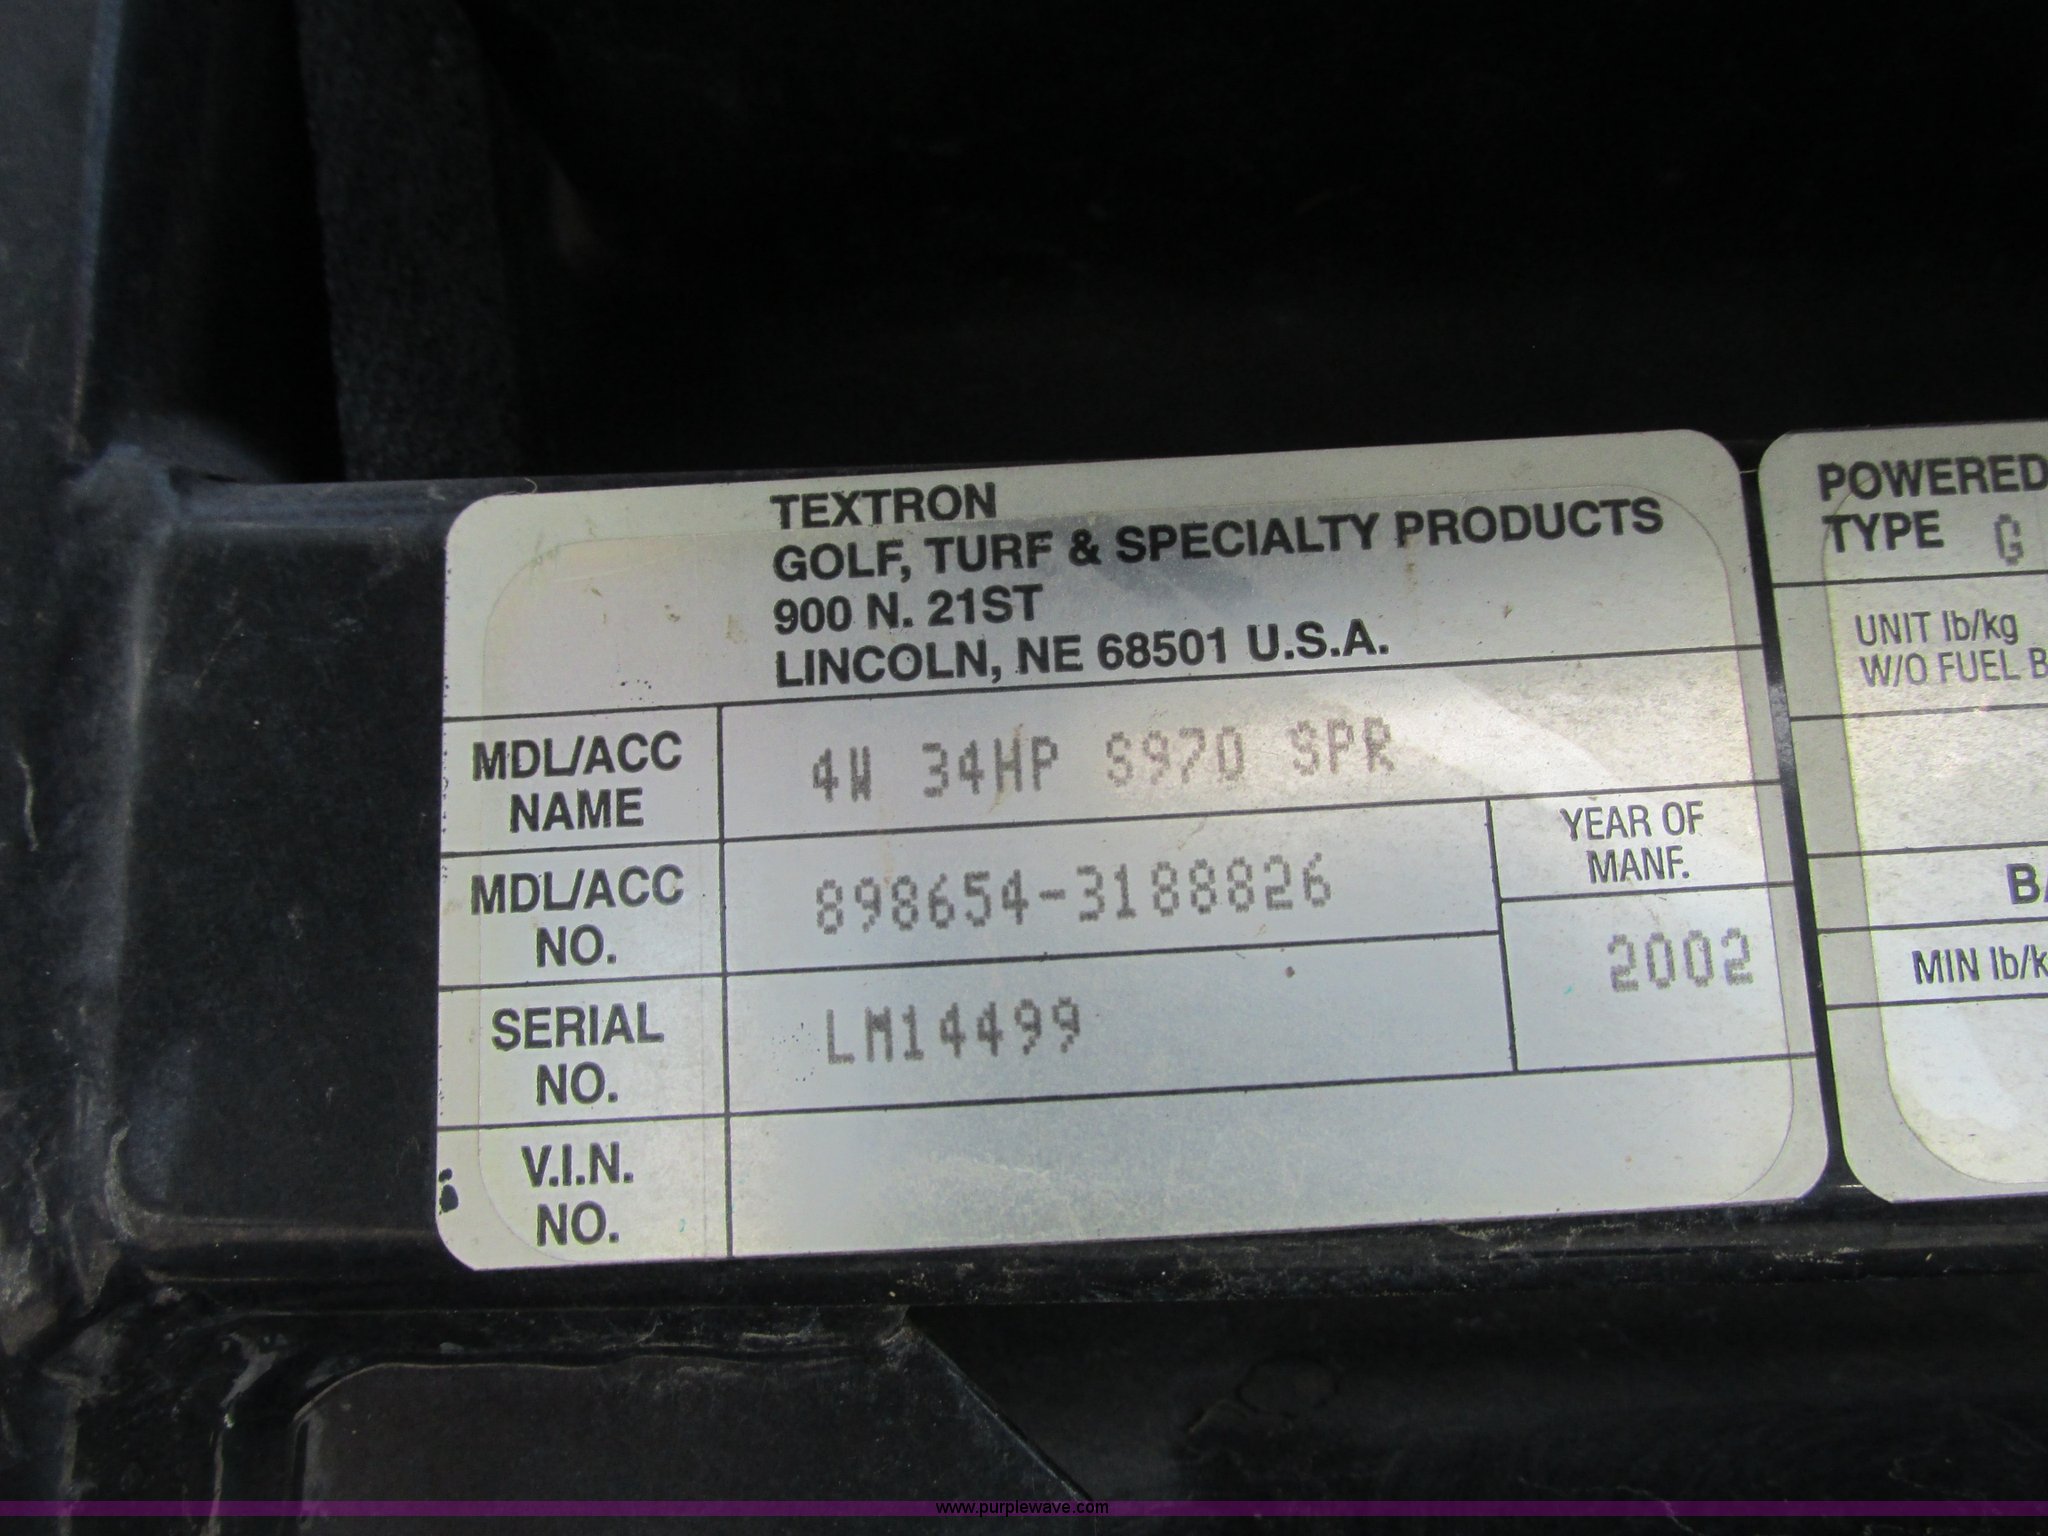 TEXTRON
GOLF, TURF & SPECIALTY PRODUCTS
900 N. 21ST
LINCOLN, NE 68501 U.S.A.
MDL/ACC
NAME
4W 34HP S970 SPR
MDL/ACC
NO.
898654-3188826
YEAR OF
MANF.
2002
SERIAL
NO.
LM14499
V.I.N.
NO.
POWERED
TYPE G
UNIT lb/kg
W/O FUEL B
BA
MIN lb/k
www.purplewave.com